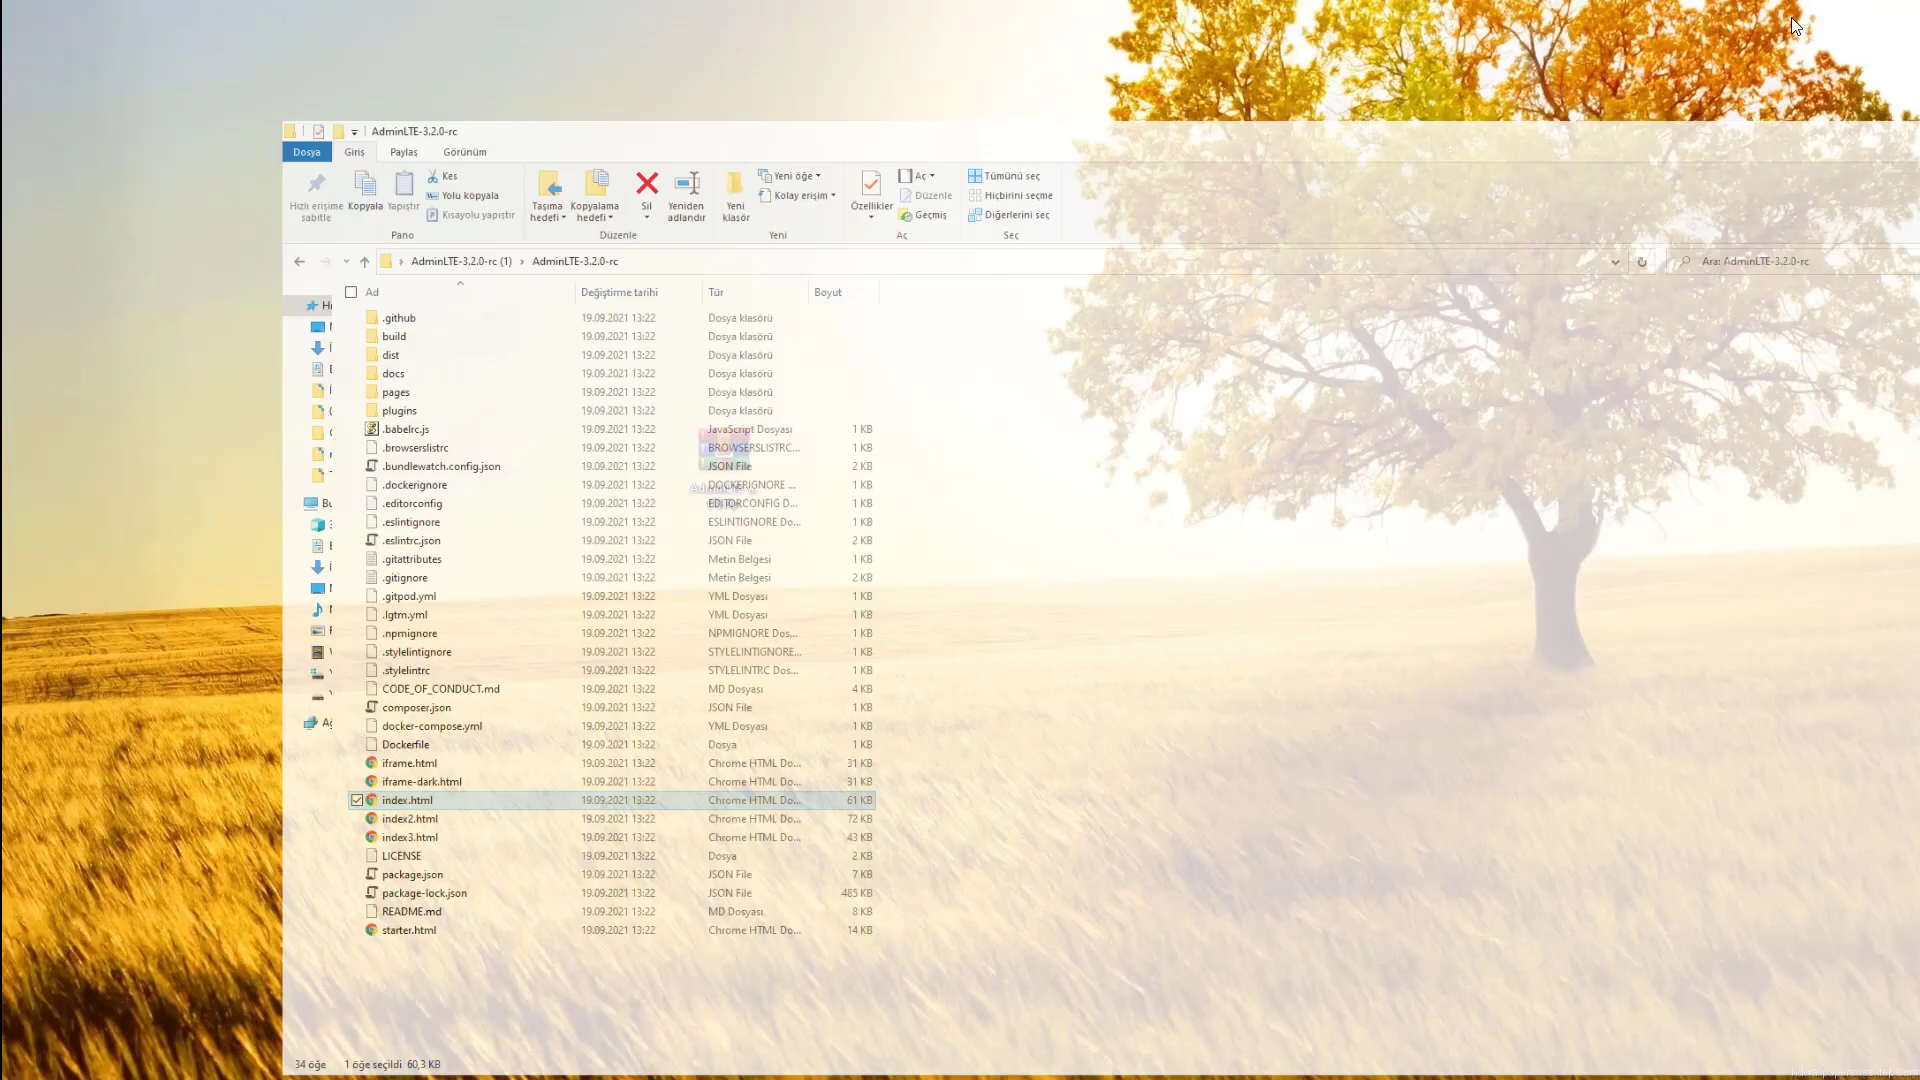 AdminLTE-3.2.0-rc
Dosya Giriş Paylaş Görünüm
Hızlı erişime sabitle
Kopyala
Yapıştır
Kes
Yolu kopyala
Kısayolu yapıştır
Pano
Taşıma hedefi
Kopyalama hedefi
Sil
Yeniden adlandır
Düzenle
Yeni klasör
Yeni öğe
Kolay erişim
Yeni
Özellikler
Aç
Düzenle
Geçmiş
Aç
Tümünü seç
Hiçbirini seçme
Diğerlerini seç
Seç
AdminLTE-3.2.0-rc (1) › AdminLTE-3.2.0-rc
Ara: AdminLTE-3.2.0-rc
Ad Değiştirme tarihi Tür Boyut
.github 19.09.2021 13:22 Dosya klasörü
build 19.09.2021 13:22 Dosya klasörü
dist 19.09.2021 13:22 Dosya klasörü
docs 19.09.2021 13:22 Dosya klasörü
pages 19.09.2021 13:22 Dosya klasörü
plugins 19.09.2021 13:22 Dosya klasörü
.babelrc.js 19.09.2021 13:22 JavaScript Dosyası 1 KB
.browserslistrc 19.09.2021 13:22 BROWSERSLISTRC... 1 KB
.bundlewatch.config.json 19.09.2021 13:22 JSON File 2 KB
.dockerignore 19.09.2021 13:22 DOCKERIGNORE ... 1 KB
.editorconfig 19.09.2021 13:22 EDITORCONFIG D... 1 KB
.eslintignore 19.09.2021 13:22 ESLINTIGNORE Do... 1 KB
.eslintrc.json 19.09.2021 13:22 JSON File 2 KB
.gitattributes 19.09.2021 13:22 Metin Belgesi 1 KB
.gitignore 19.09.2021 13:22 Metin Belgesi 2 KB
.gitpod.yml 19.09.2021 13:22 YML Dosyası 1 KB
.lgtm.yml 19.09.2021 13:22 YML Dosyası 1 KB
.npmignore 19.09.2021 13:22 NPMIGNORE Dos... 1 KB
.stylelintignore 19.09.2021 13:22 STYLELINTIGNORE... 1 KB
.stylelintrc 19.09.2021 13:22 STYLELINTRC Dos... 1 KB
CODE_OF_CONDUCT.md 19.09.2021 13:22 MD Dosyası 4 KB
composer.json 19.09.2021 13:22 JSON File 1 KB
docker-compose.yml 19.09.2021 13:22 YML Dosyası 1 KB
Dockerfile 19.09.2021 13:22 Dosya 1 KB
iframe.html 19.09.2021 13:22 Chrome HTML Do... 31 KB
iframe-dark.html 19.09.2021 13:22 Chrome HTML Do... 31 KB
index.html 19.09.2021 13:22 Chrome HTML Do... 61 KB
index2.html 19.09.2021 13:22 Chrome HTML Do... 72 KB
index3.html 19.09.2021 13:22 Chrome HTML Do... 43 KB
LICENSE 19.09.2021 13:22 Dosya 2 KB
package.json 19.09.2021 13:22 JSON File 7 KB
package-lock.json 19.09.2021 13:22 JSON File 485 KB
README.md 19.09.2021 13:22 MD Dosyası 8 KB
starter.html 19.09.2021 13:22 Chrome HTML Do... 14 KB
34 öğe 1 öğe seçildi 60,3 KB